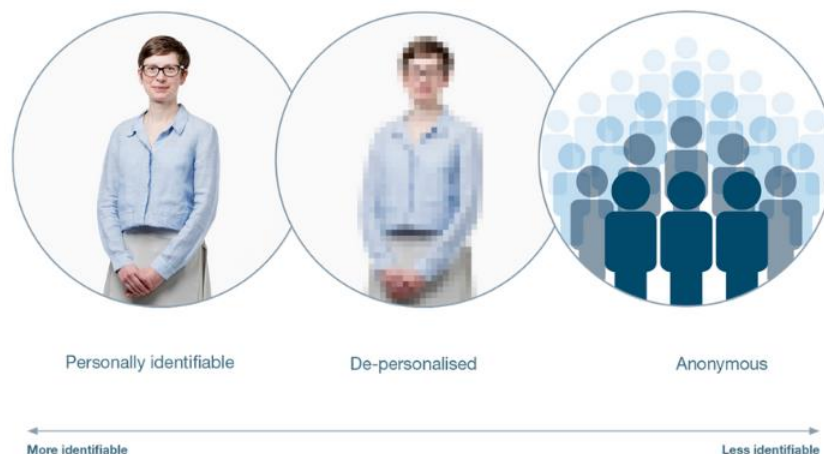 Personally identifiable
De-personalised
Anonymous
More identifiable
Less identifiable